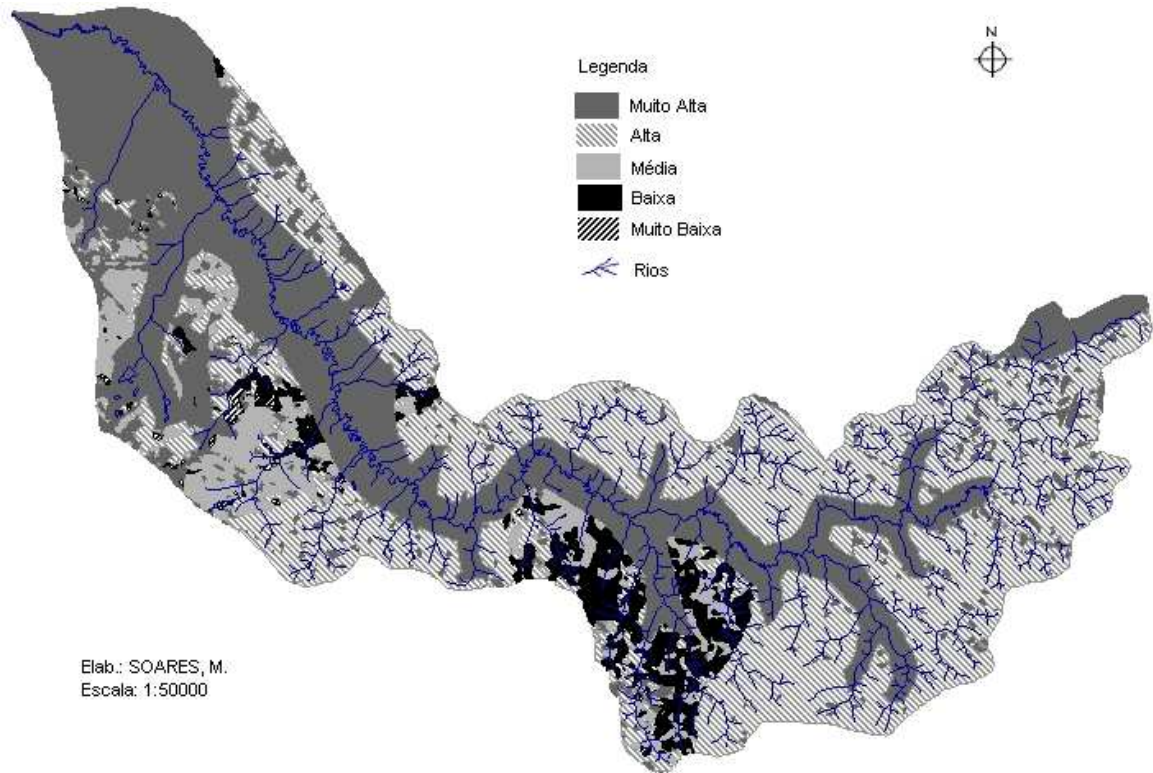 N
Legenda
Muito Alta
Alta
Média
Baixa
Muito Baixa
Rios
Elab.: SOARES, M.
Escala: 1:50000